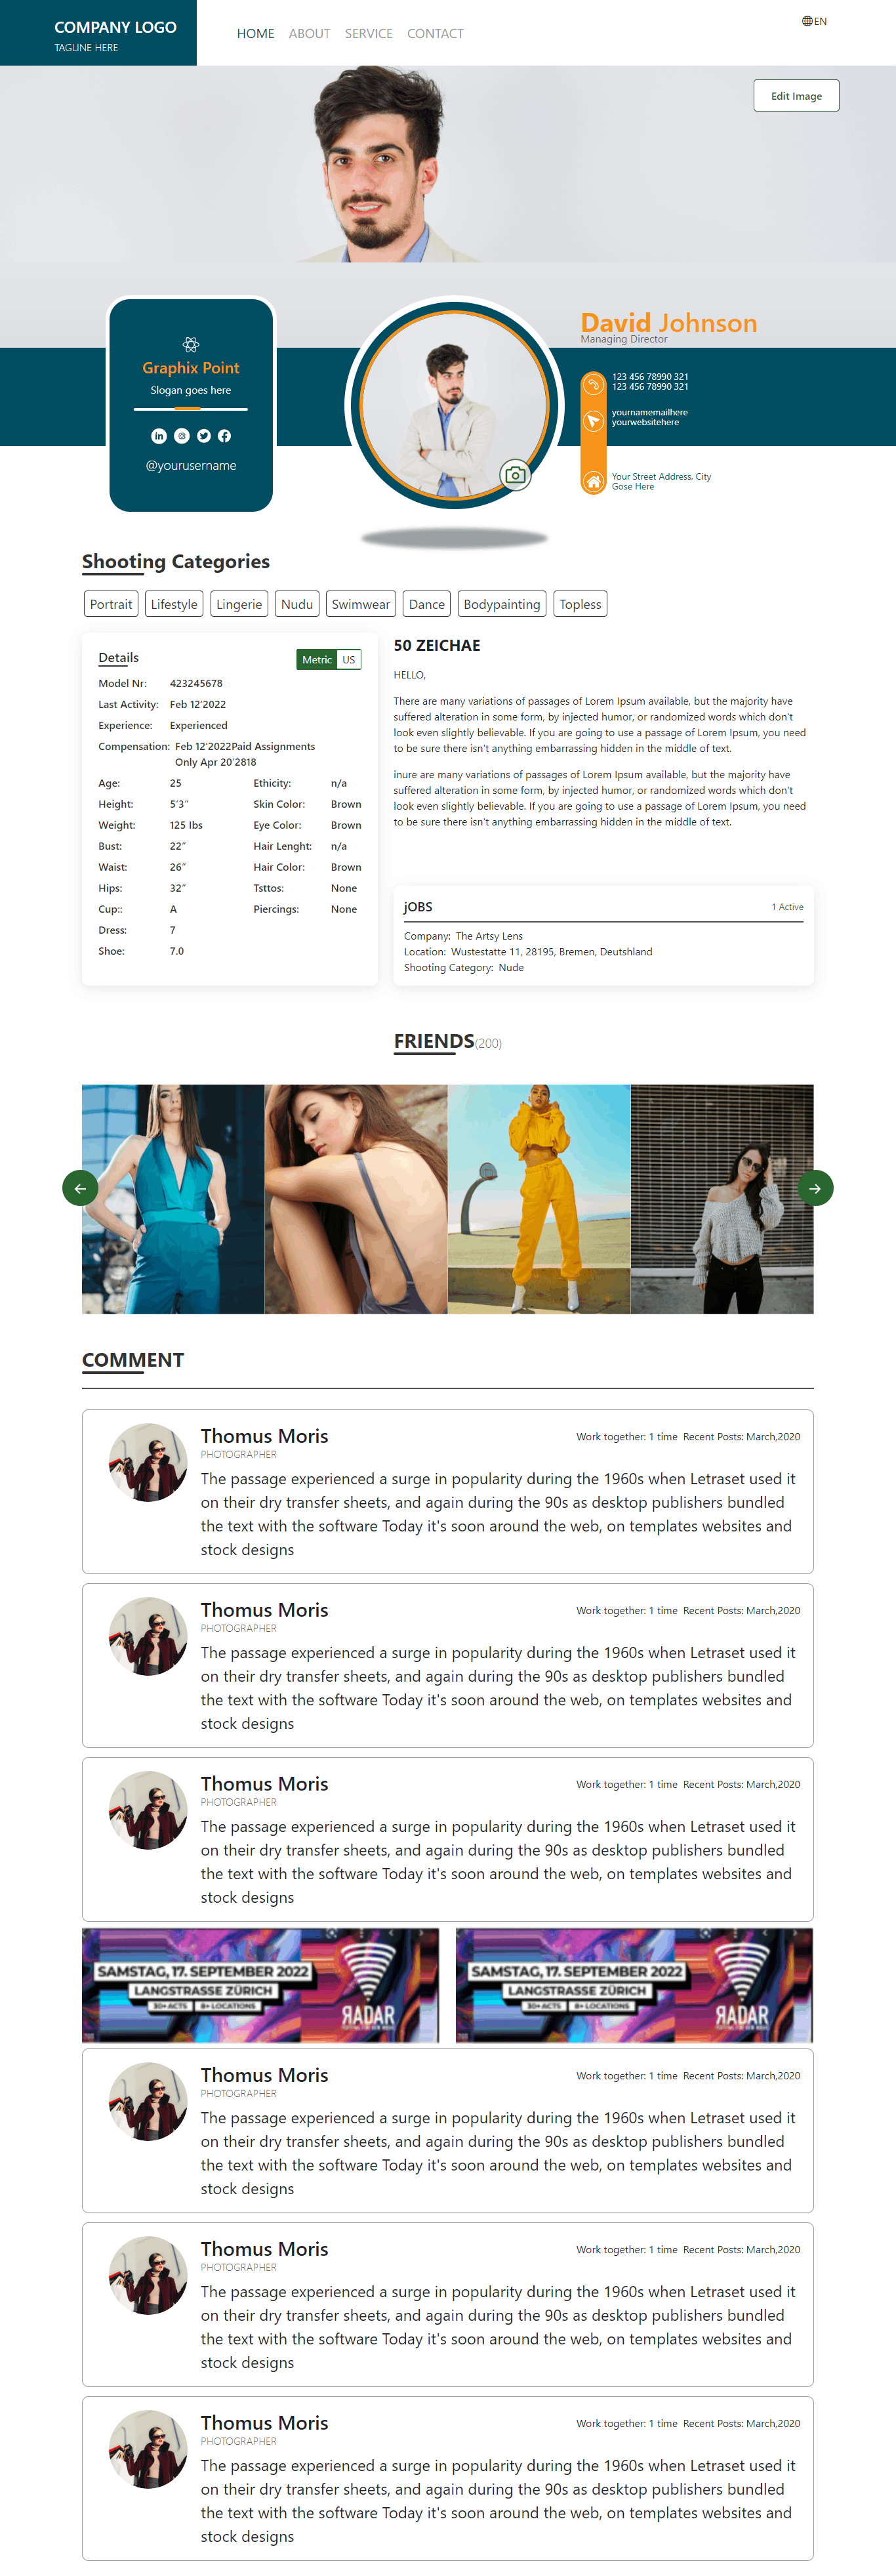 COMPANY LOGO
TAGLINE HERE
HOME ABOUT SERVICE CONTACT
EN
Edit Image
Graphix Point
Slogan goes here
@yourusername
David Johnson
Managing Director
123 456 78990 321
123 456 78990 321
yournamemailhere
yourwebsitehere
Your Street Address, City
Gose Here
Shooting Categories
Portrait Lifestyle Lingerie Nudu Swimwear Dance Bodypainting Topless
Details
Metric US
Model Nr: 423245678
Last Activity: Feb 12'2022
Experience: Experienced
Compensation: Feb 12'2022Paid Assignments
Only Apr 20'2818
Age: 25 Ethicity: n/a
Height: 5'3" Skin Color: Brown
Weight: 125 lbs Eye Color: Brown
Bust: 22" Hair Lenght: n/a
Waist: 26" Hair Color: Brown
Hips: 32" Tsttos: None
Cup:: A Piercings: None
Dress: 7
Shoe: 7.0
50 ZEICHAE
HELLO,
There are many variations of passages of Lorem Ipsum available, but the majority have
suffered alteration in some form, by injected humor, or randomized words which don't
look even slightly believable. If you are going to use a passage of Lorem Ipsum, you need
to be sure there isn't anything embarrassing hidden in the middle of text.
inure are many variations of passages of Lorem Ipsum available, but the majority have
suffered alteration in some form, by injected humor, or randomized words which don't
look even slightly believable. If you are going to use a passage of Lorem Ipsum, you need
to be sure there isn't anything embarrassing hidden in the middle of text.
jOBS
1 Active
Company: The Artsy Lens
Location: Wustestatte 11, 28195, Bremen, Deutshland
Shooting Category: Nude
FRIENDS(200)
COMMENT
Thomus Moris
Work together: 1 time Recent Posts: March,2020
PHOTOGRAPHER
The passage experienced a surge in popularity during the 1960s when Letraset used it
on their dry transfer sheets, and again during the 90s as desktop publishers bundled
the text with the software Today it's soon around the web, on templates websites and
stock designs
Thomus Moris
Work together: 1 time Recent Posts: March,2020
PHOTOGRAPHER
The passage experienced a surge in popularity during the 1960s when Letraset used it
on their dry transfer sheets, and again during the 90s as desktop publishers bundled
the text with the software Today it's soon around the web, on templates websites and
stock designs
Thomus Moris
Work together: 1 time Recent Posts: March,2020
PHOTOGRAPHER
The passage experienced a surge in popularity during the 1960s when Letraset used it
on their dry transfer sheets, and again during the 90s as desktop publishers bundled
the text with the software Today it's soon around the web, on templates websites and
stock designs
SAMSTAG, 17. SEPTEMBER 2022
LANGSTRASSE ZÜRICH
30+ ACTS 8+ LOCATIONS
RADAR
SAMSTAG, 17. SEPTEMBER 2022
LANGSTRASSE ZÜRICH
30+ ACTS 8+ LOCATIONS
RADAR
Thomus Moris
Work together: 1 time Recent Posts: March,2020
PHOTOGRAPHER
The passage experienced a surge in popularity during the 1960s when Letraset used it
on their dry transfer sheets, and again during the 90s as desktop publishers bundled
the text with the software Today it's soon around the web, on templates websites and
stock designs
Thomus Moris
Work together: 1 time Recent Posts: March,2020
PHOTOGRAPHER
The passage experienced a surge in popularity during the 1960s when Letraset used it
on their dry transfer sheets, and again during the 90s as desktop publishers bundled
the text with the software Today it's soon around the web, on templates websites and
stock designs
Thomus Moris
Work together: 1 time Recent Posts: March,2020
PHOTOGRAPHER
The passage experienced a surge in popularity during the 1960s when Letraset used it
on their dry transfer sheets, and again during the 90s as desktop publishers bundled
the text with the software Today it's soon around the web, on templates websites and
stock designs